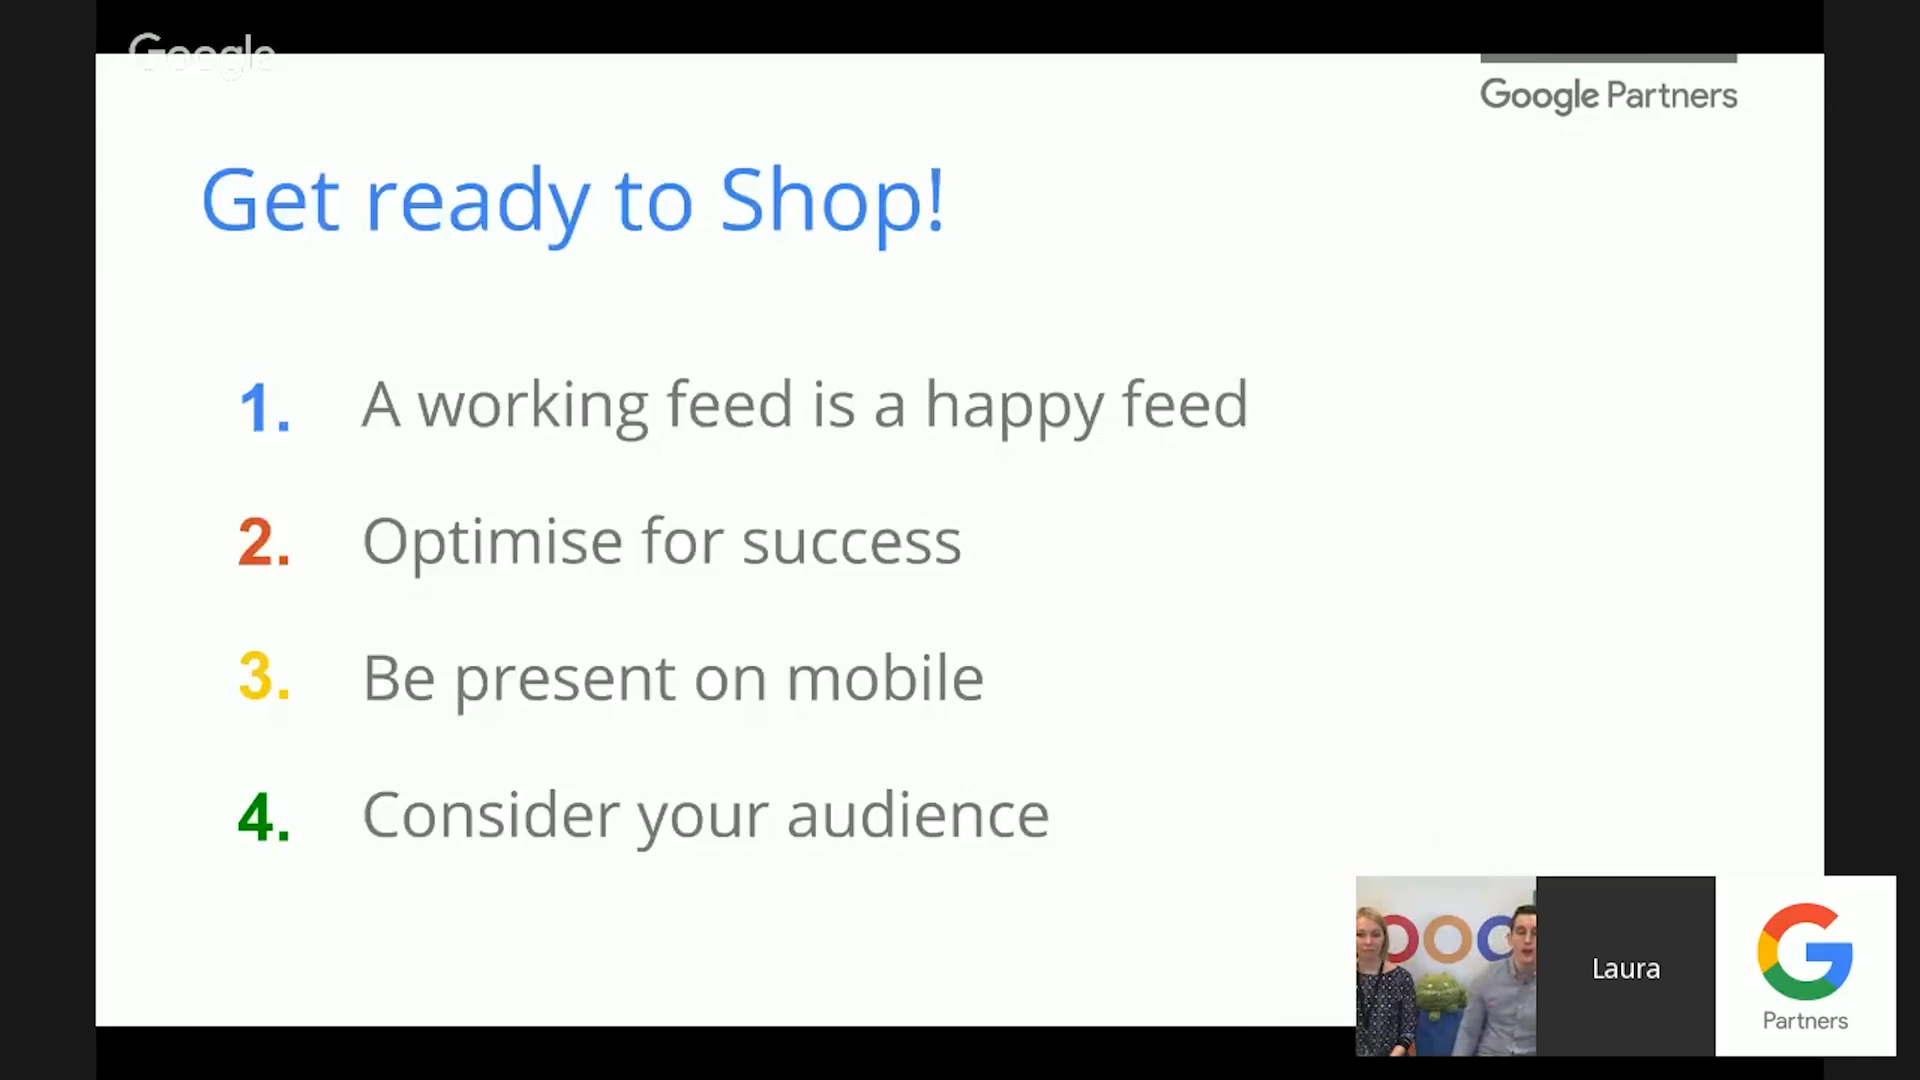 Google
Google Partners
Get ready to Shop!
1. A working feed is a happy feed
2. Optimise for success
3. Be present on mobile
4. Consider your audience
Laura
Partners